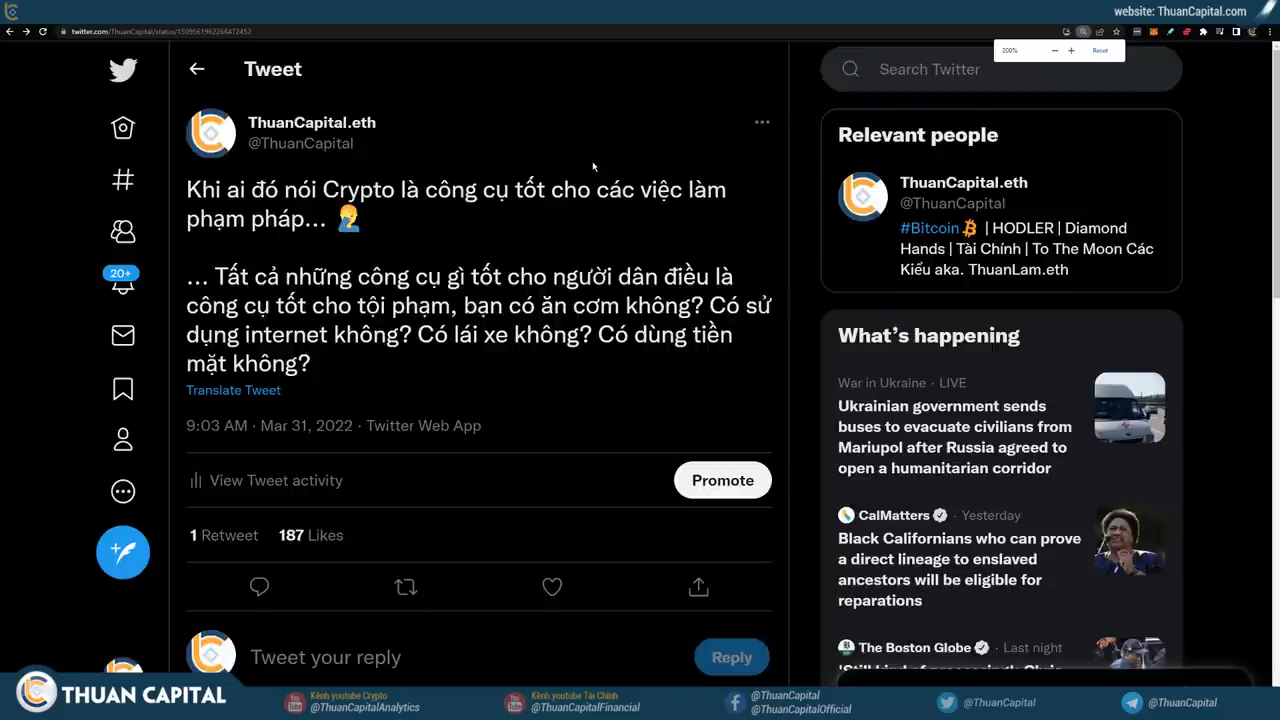 website: ThuanCapital.com
twitter.com/ThuanCapital/status/1509561962266472452
200%
Reset
Tweet
Search Twitter
ThuanCapital.eth
@ThuanCapital
Khi ai đó nói Crypto là công cụ tốt cho các việc làm
phạm pháp...
... Tất cả những công cụ gì tốt cho người dân điều là
công cụ tốt cho tội phạm, bạn có ăn cơm không? Có sử
dụng internet không? Có lái xe không? Có dùng tiền
mặt không?
Translate Tweet
9:03 AM · Mar 31, 2022 · Twitter Web App
View Tweet activity
Promote
1 Retweet 187 Likes
Tweet your reply
Reply
20+
Relevant people
ThuanCapital.eth
@ThuanCapital
#Bitcoin | HODLER | Diamond
Hands | Tài Chính | To The Moon Các
Kiểu aka. ThuanLam.eth
What's happening
War in Ukraine · LIVE
Ukrainian government sends
buses to evacuate civilians from
Mariupol after Russia agreed to
open a humanitarian corridor
CalMatters · Yesterday
Black Californians who can prove
a direct lineage to enslaved
ancestors will be eligible for
reparations
The Boston Globe · Last night
THUAN CAPITAL
Kênh youtube Crypto
@ThuanCapitalAnalytics
Kênh youtube Tài Chính
@ThuanCapitalFinancial
@ThuanCapital
@ThuanCapitalOfficial
@ThuanCapital
@ThuanCapital